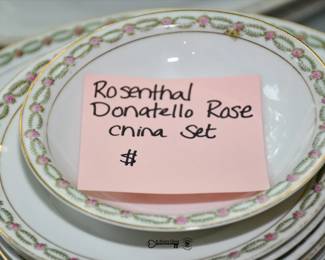 Rosenthal
Donatello Rose
china Set
#